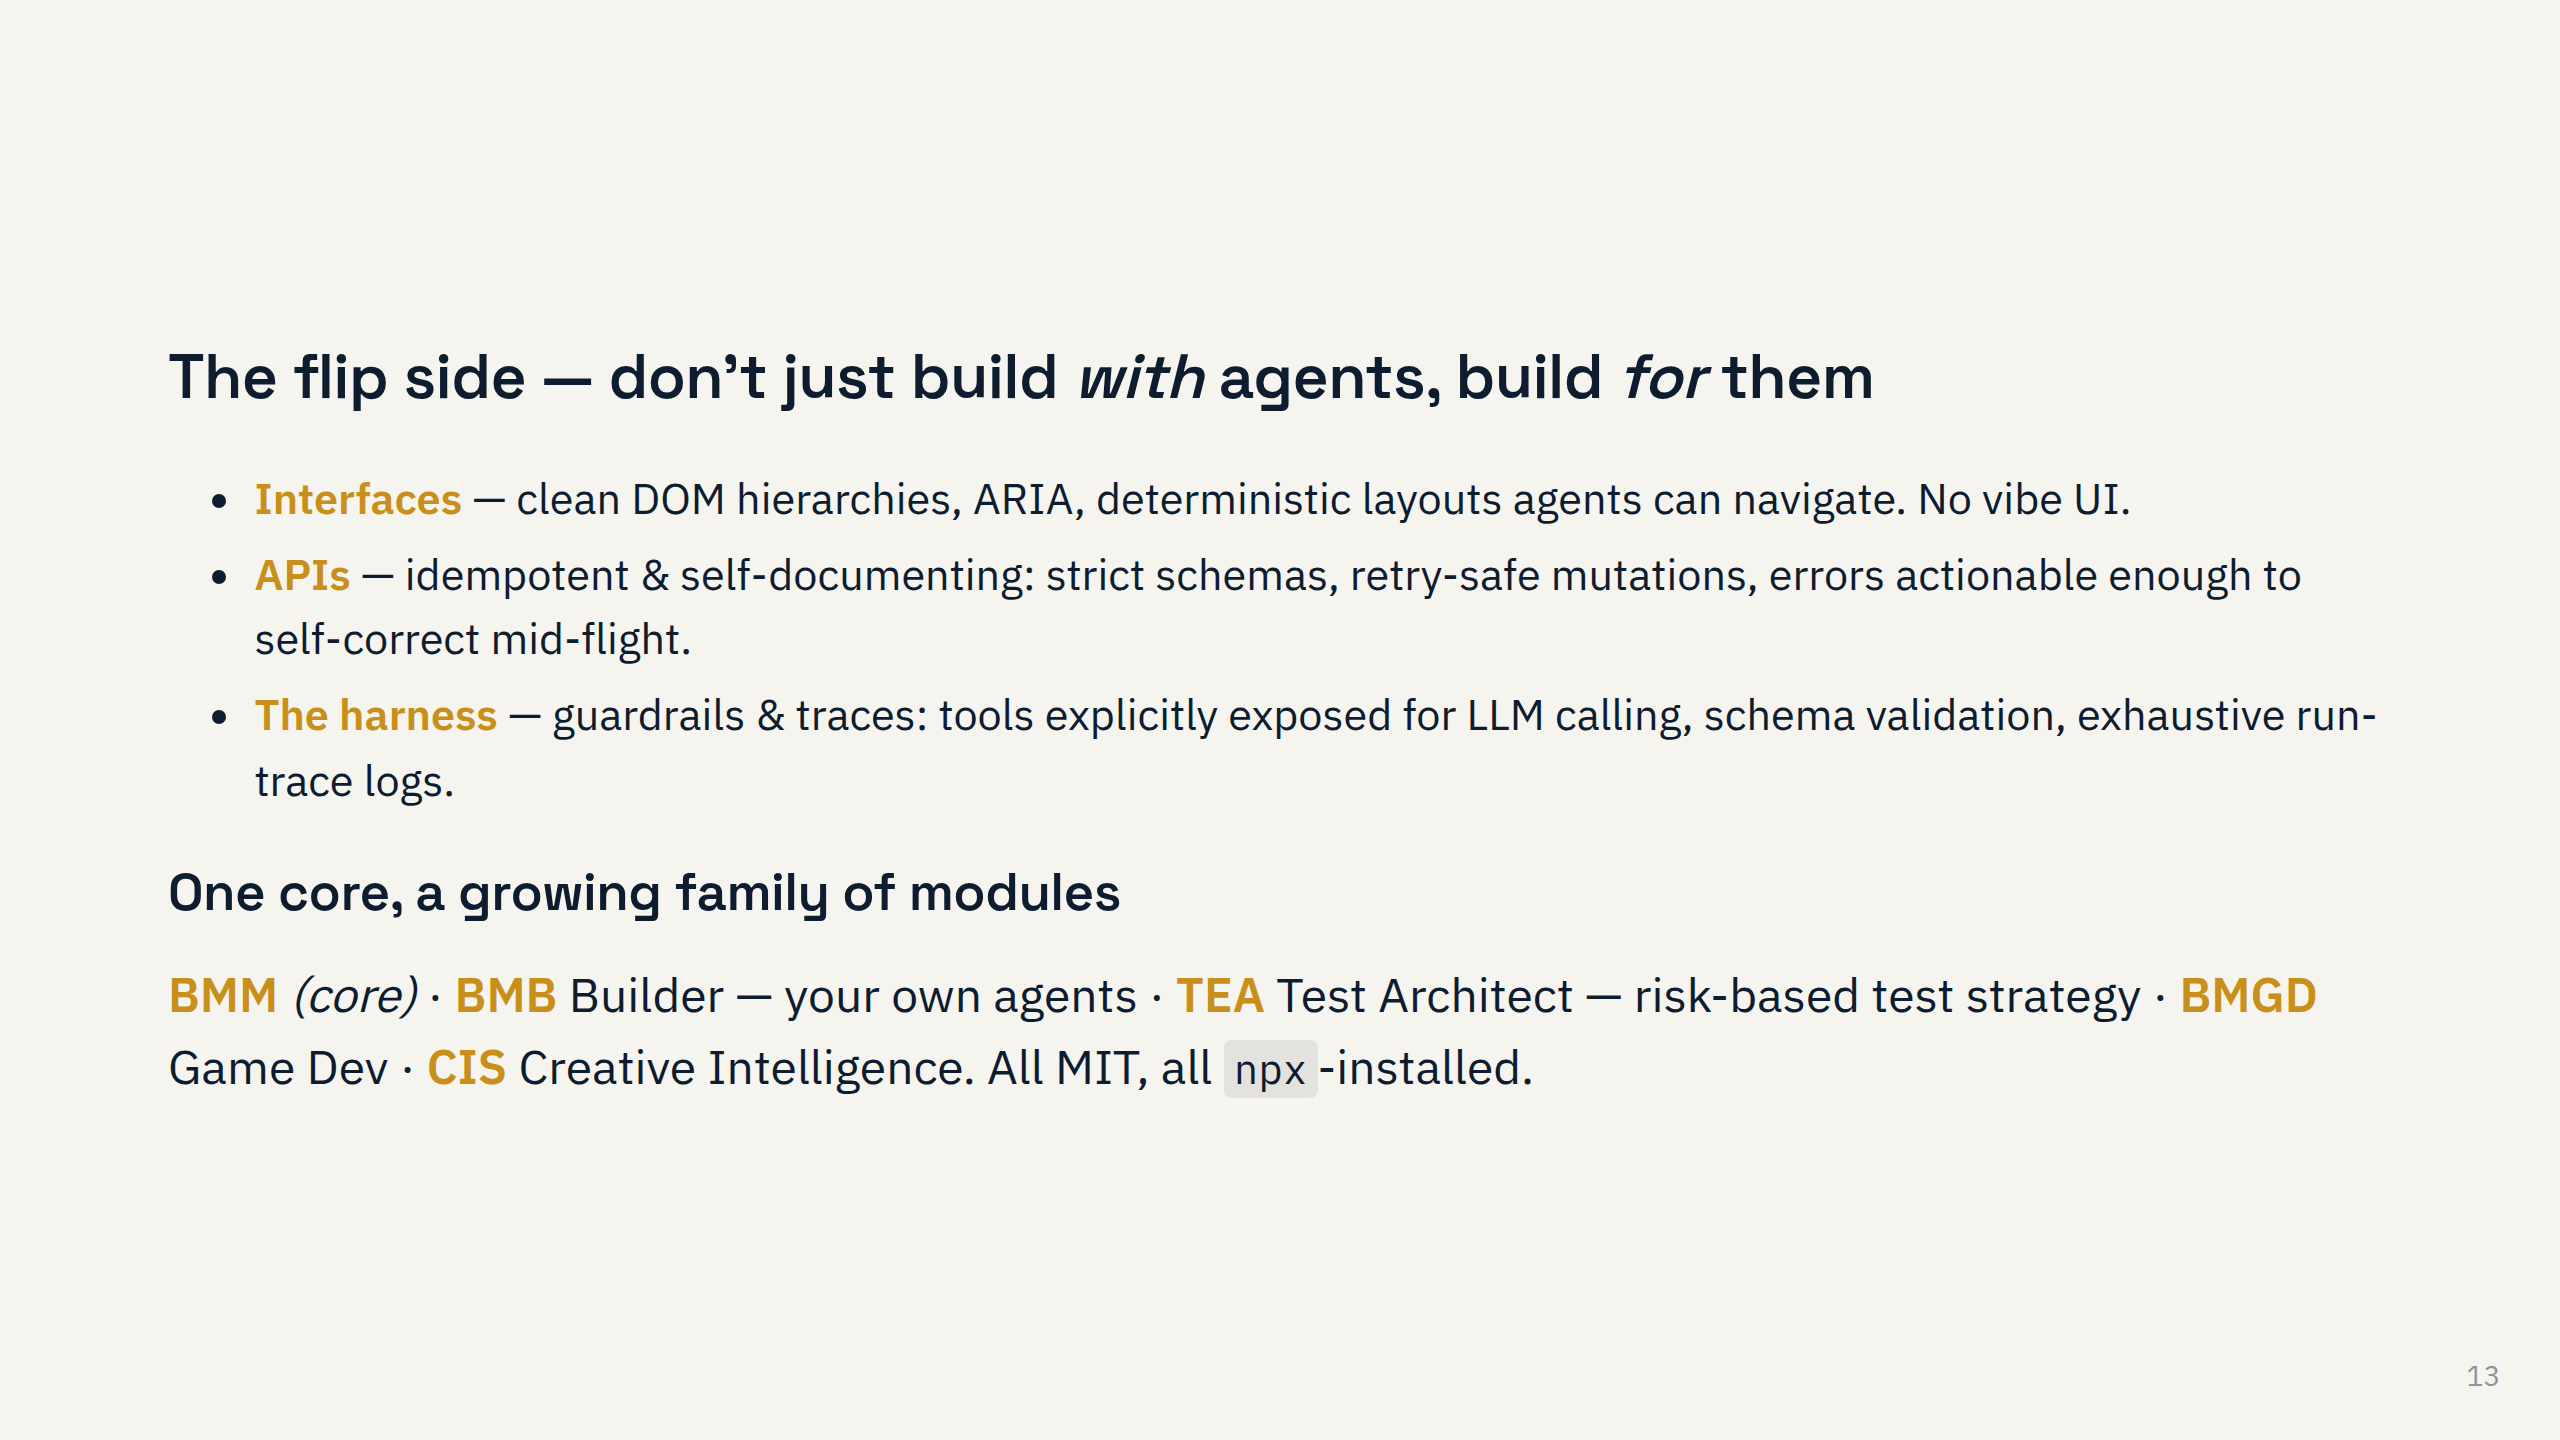 The flip side — don’t just build with agents, build for them
• Interfaces — clean DOM hierarchies, ARIA, deterministic layouts agents can navigate. No vibe UI.
• APIs — idempotent & self-documenting: strict schemas, retry-safe mutations, errors actionable enough to
self-correct mid-flight.
• The harness — guardrails & traces: tools explicitly exposed for LLM calling, schema validation, exhaustive run-
trace logs.
One core, a growing family of modules
BMM (core) · BMB Builder — your own agents · TEA Test Architect — risk-based test strategy · BMGD
Game Dev · CIS Creative Intelligence. All MIT, all npx-installed.
13